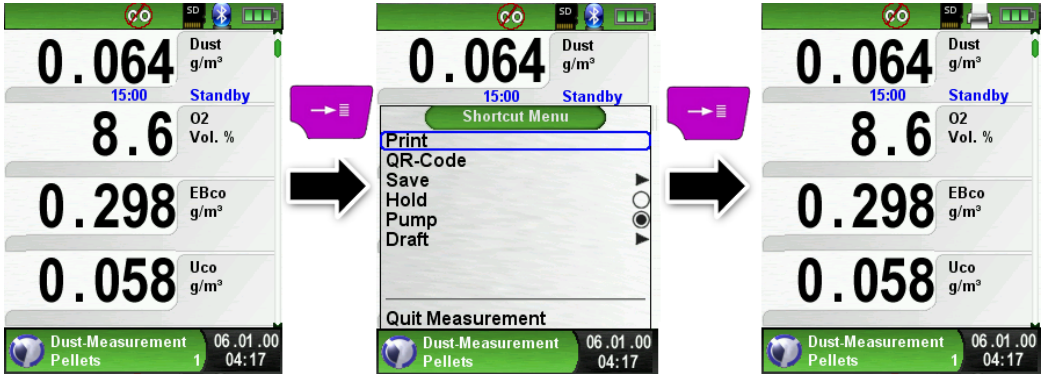 CO
SD
0.064
Dust
g/m³
15:00
Standby
8.6
O2
Vol. %
0.298
EBco
g/m³
0.058
Uco
g/m³
Dust-Measurement
Pellets 1
06.01.00
04:17
CO
SD
0.064
Dust
g/m³
15:00
Standby
Shortcut Menu
Print
QR-Code
Save
Hold
Pump
Draft
Quit Measurement
Dust-Measurement
Pellets
06.01.00
04:17
CO
SD
0.064
Dust
g/m³
15:00
Standby
8.6
O2
Vol. %
0.298
EBco
g/m³
0.058
Uco
g/m³
Dust-Measurement
Pellets 1
06.01.00
04:17